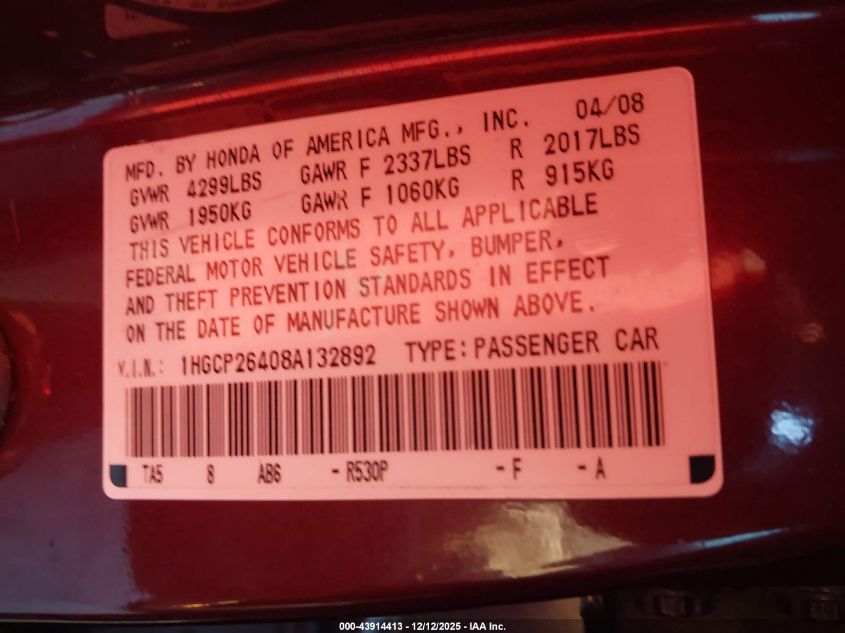 MFD. BY HONDA OF AMERICA MFG., INC. 04/08
GVWR 4299LBS GAWR F 2337LBS R 2017LBS
GVWR 1950KG GAWR F 1060KG R 915KG
THIS VEHICLE CONFORMS TO ALL APPLICABLE
FEDERAL MOTOR VEHICLE SAFETY, BUMPER,
AND THEFT PREVENTION STANDARDS IN EFFECT
ON THE DATE OF MANUFACTURE SHOWN ABOVE.
V.I.N.: 1HGCP26408A132892 TYPE: PASSENGER CAR
TA5 8 AB6 -R530P -F -A
000-43914413 - 12/12/2025 - IAA Inc.